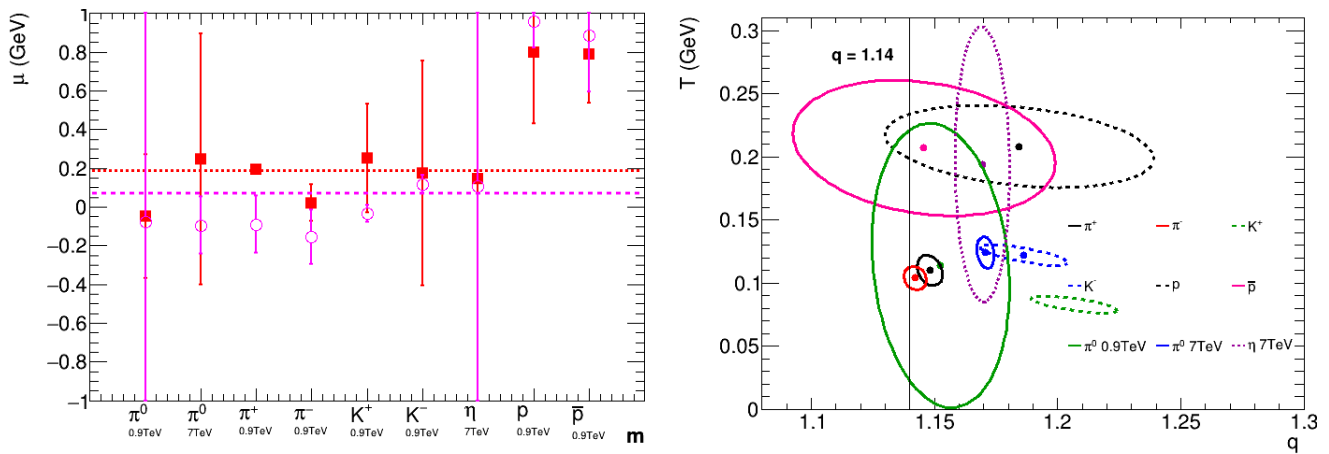 μ (GeV)
1
0.8
0.6
0.4
0.2
0
−0.2
−0.4
−0.6
−0.8
−1
π⁰ π⁰ π⁺ π⁻ K⁺ K⁻ η p p̅
0.9TeV 7TeV 0.9TeV 0.9TeV 0.9TeV 0.9TeV 7TeV 0.9TeV 0.9TeV
m
T (GeV)
0.3
0.25
0.2
0.15
0.1
0.05
0
q = 1.14
π⁺ π⁻ K⁺
K⁻ p p̅
π⁰ 0.9TeV π⁰ 7TeV η 7TeV
1.1 1.15 1.2 1.25 1.3
q